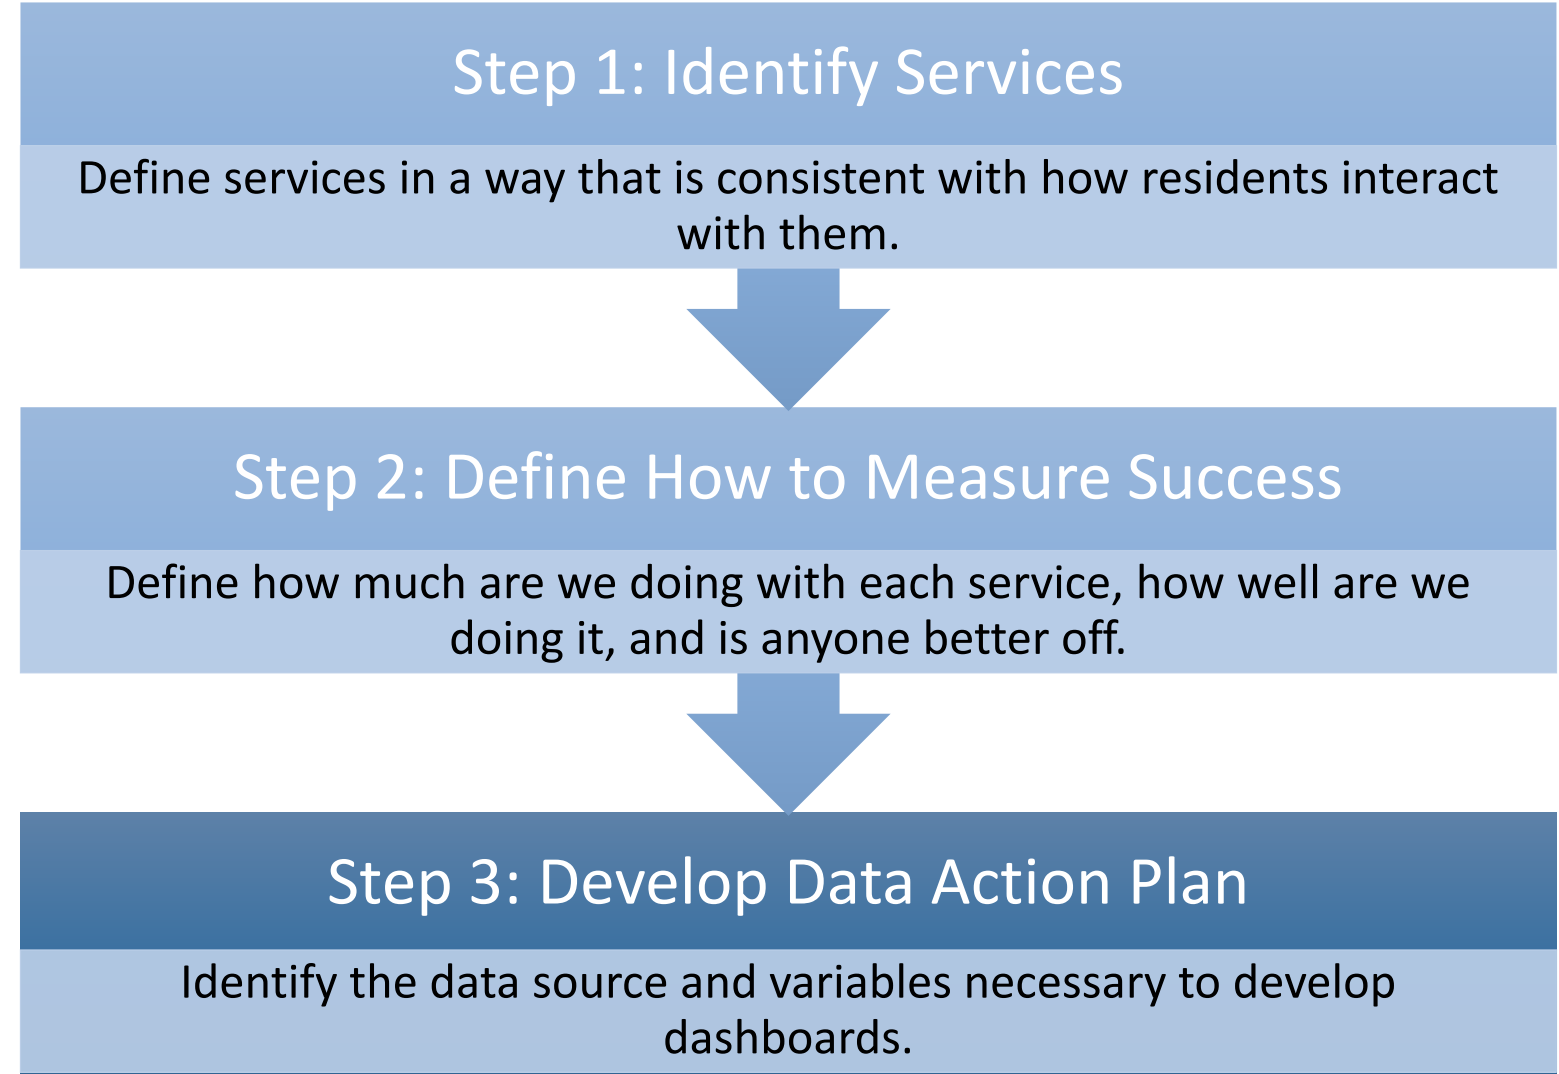 Step 1: Identify Services
Define services in a way that is consistent with how residents interact
with them.
Step 2: Define How to Measure Success
Define how much are we doing with each service, how well are we
doing it, and is anyone better off.
Step 3: Develop Data Action Plan
Identify the data source and variables necessary to develop
dashboards.